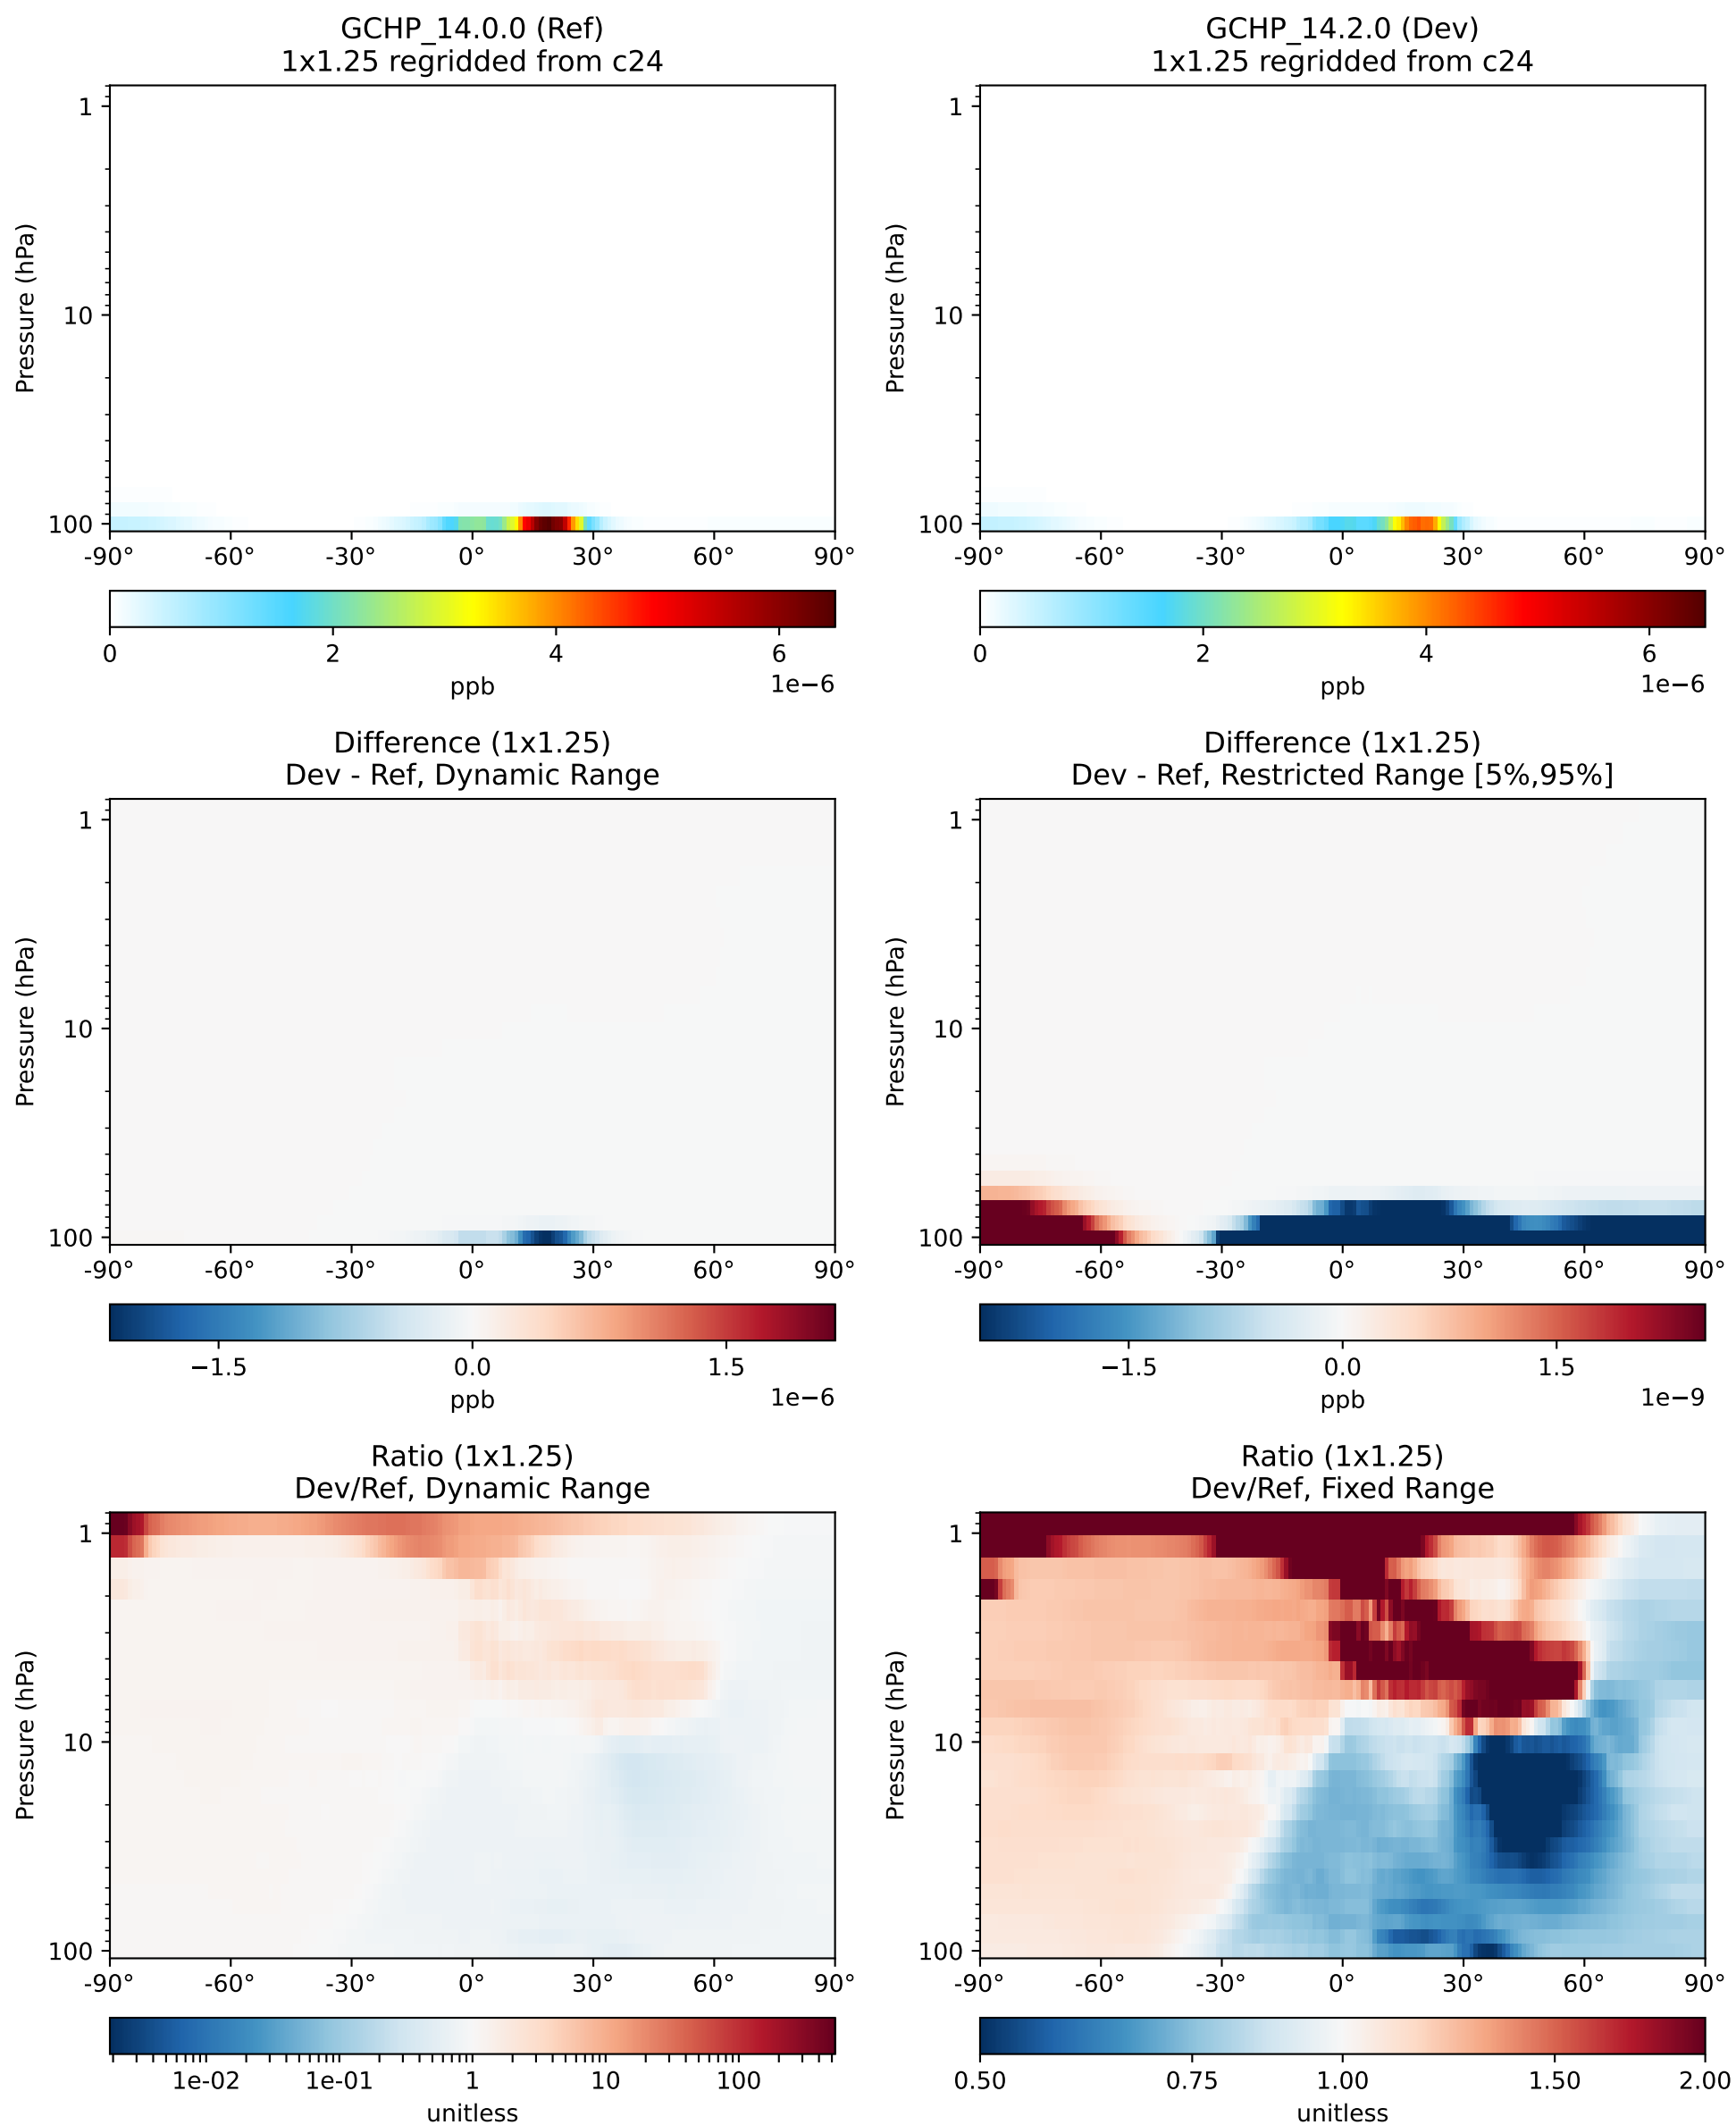 GCHP_14.0.0 (Ref)
1x1.25 regridded from c24
Pressure (hPa)
1
10
100
-90° -60° -30° 0° 30° 60° 90°
0 2 4 6
ppb
1e−6
GCHP_14.2.0 (Dev)
1x1.25 regridded from c24
Pressure (hPa)
1
10
100
-90° -60° -30° 0° 30° 60° 90°
0 2 4 6
ppb
1e−6
Difference (1x1.25)
Dev - Ref, Dynamic Range
Pressure (hPa)
1
10
100
-90° -60° -30° 0° 30° 60° 90°
−1.5 0.0 1.5
ppb
1e−6
Difference (1x1.25)
Dev - Ref, Restricted Range [5%,95%]
Pressure (hPa)
1
10
100
-90° -60° -30° 0° 30° 60° 90°
−1.5 0.0 1.5
ppb
1e−9
Ratio (1x1.25)
Dev/Ref, Dynamic Range
Pressure (hPa)
1
10
100
-90° -60° -30° 0° 30° 60° 90°
1e-02 1e-01 1 10 100
unitless
Ratio (1x1.25)
Dev/Ref, Fixed Range
Pressure (hPa)
1
10
100
-90° -60° -30° 0° 30° 60° 90°
0.50 0.75 1.00 1.50 2.00
unitless